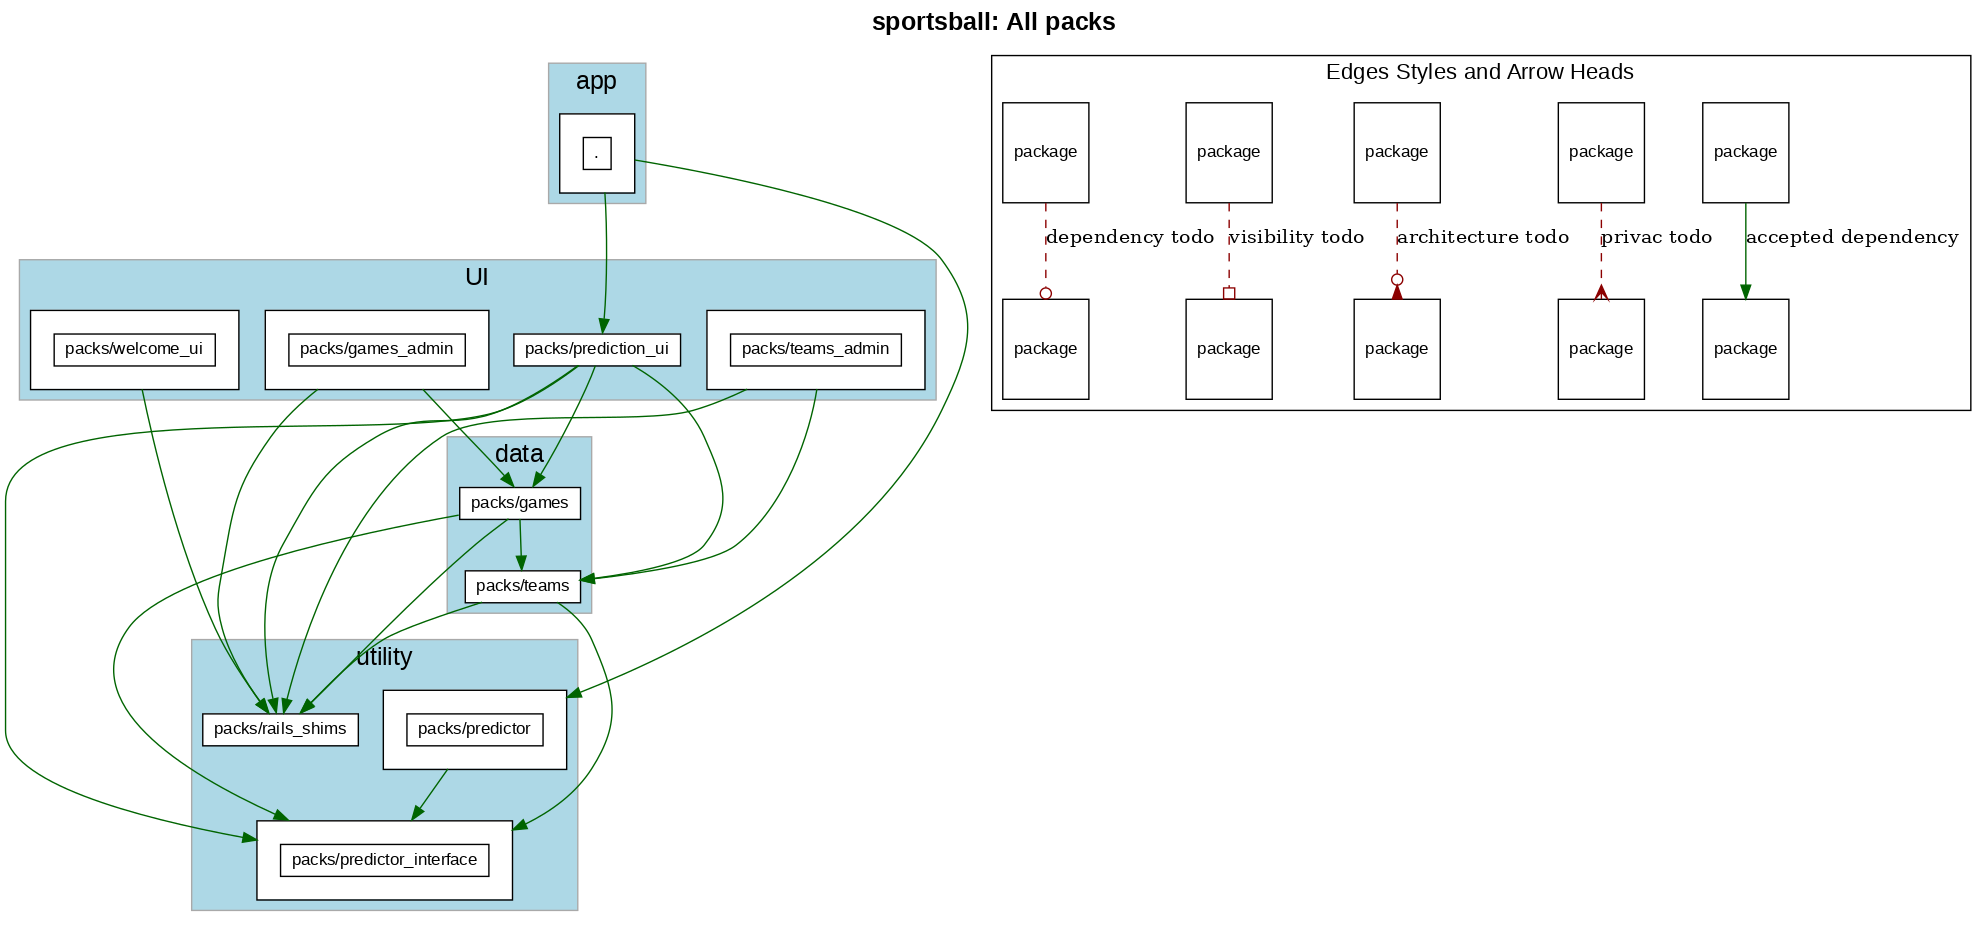 sportsball: All packs
app
.
UI
packs/welcome_ui
packs/games_admin
packs/prediction_ui
packs/teams_admin
data
packs/games
packs/teams
utility
packs/rails_shims
packs/predictor
packs/predictor_interface
Edges Styles and Arrow Heads
package
package
package
package
package
dependency todo
visibility todo
architecture todo
privac todo
accepted dependency
package
package
package
package
package